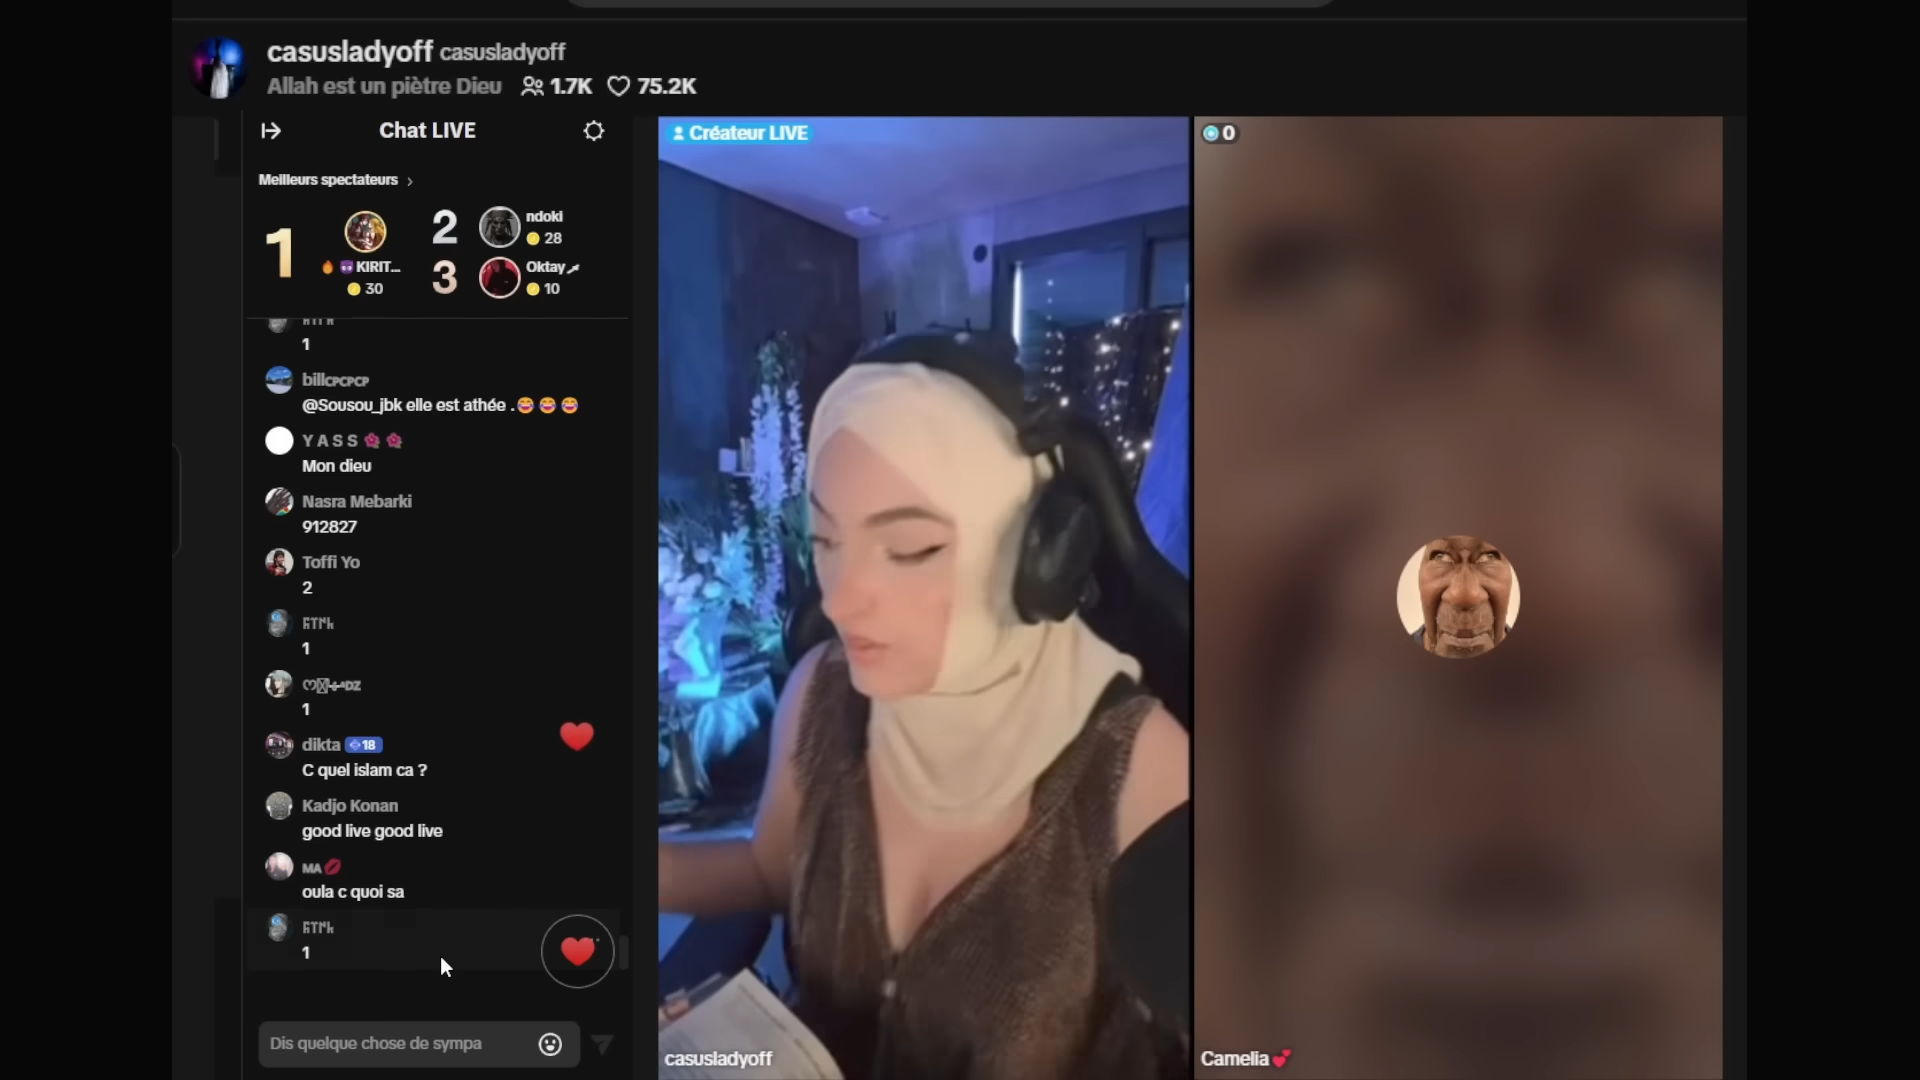 casusladyoff casusladyoff
Allah est un piètre Dieu 1.7K 75.2K
Chat LIVE
Meilleurs spectateurs
1
KIRIT...
30
2
ndoki
28
3
Oktay
10
1
billCPCPCP
@Sousou_jbk elle est athée .😂😂😂
Y A S S 🌺🌺
Mon dieu
Nasra Mebarki
912827
Toffi Yo
2
1
1
dikta 18
C quel islam ca ?
Kadjo Konan
good live good live
MA💋
oula c quoi sa
1
Dis quelque chose de sympa
Créateur LIVE
casusladyoff
0
Camelia💕